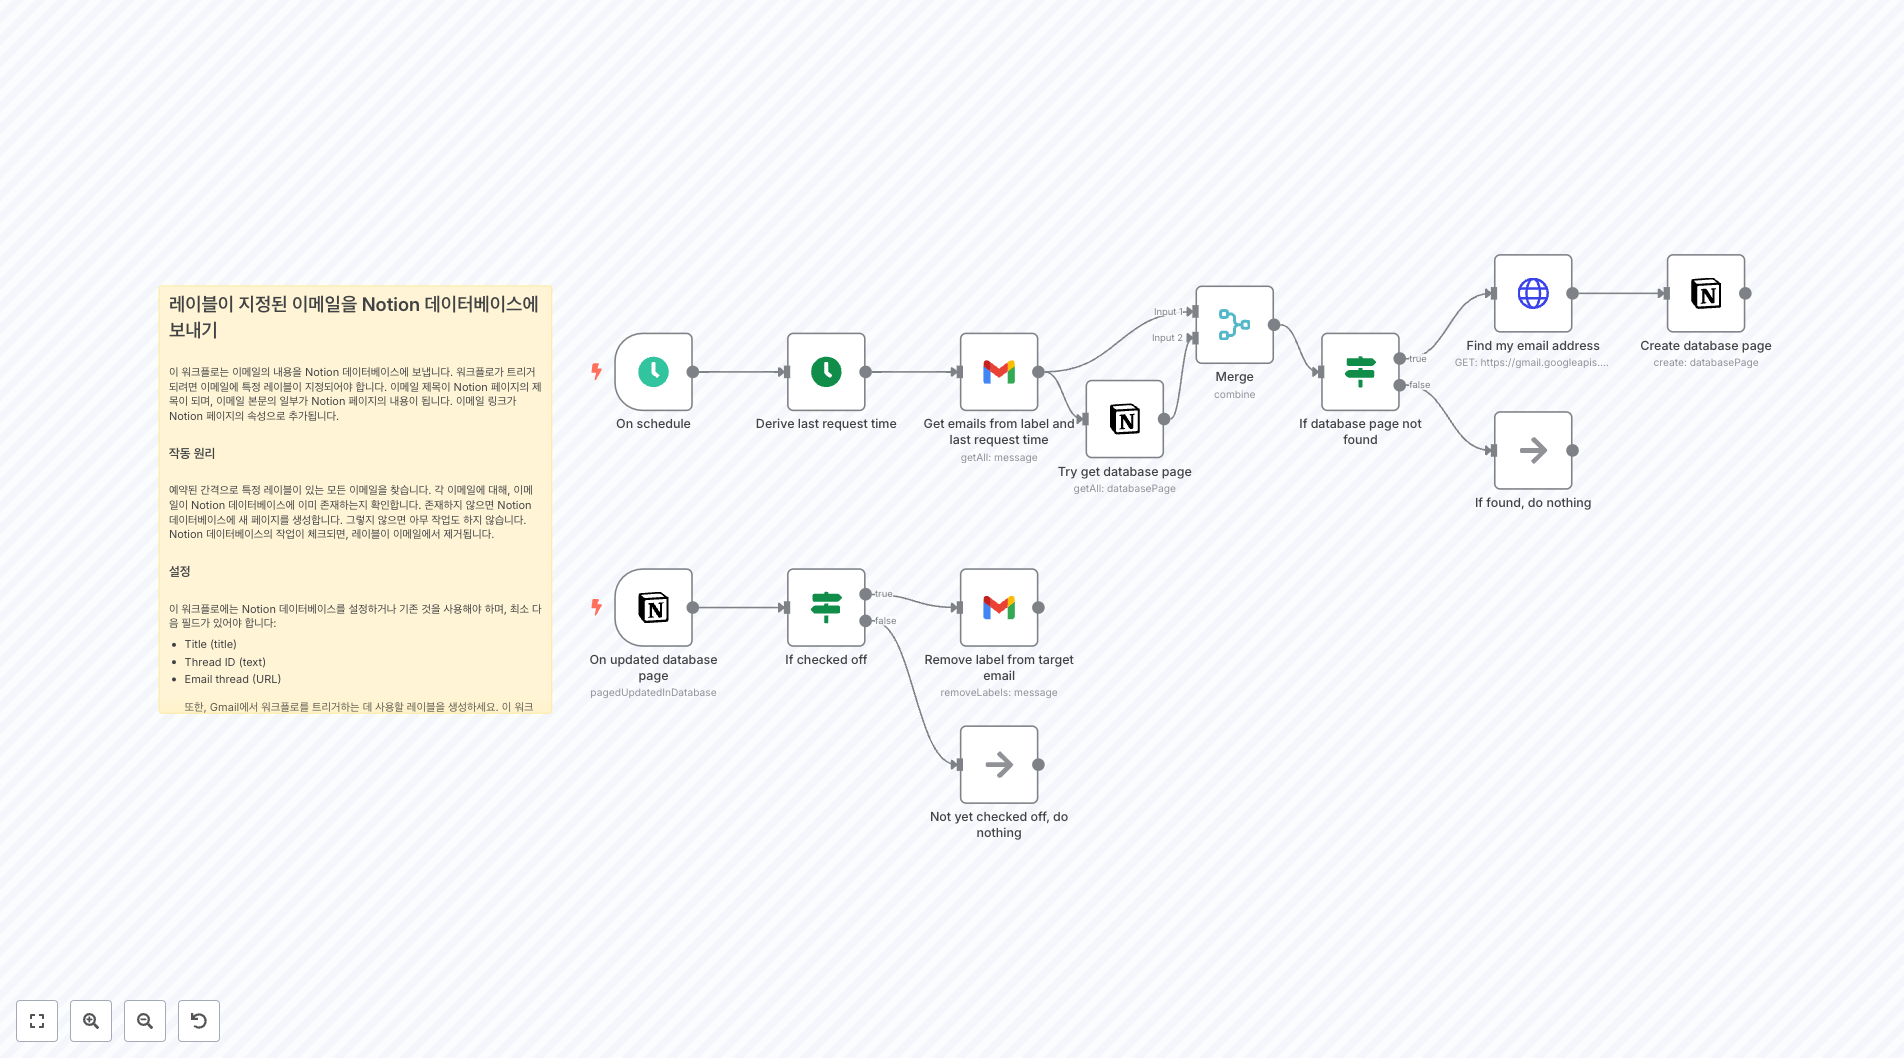 레이블이 지정된 이메일을 Notion 데이터베이스에
보내기
이 워크플로는 이메일의 내용을 Notion 데이터베이스에 보냅니다. 워크플로가 트리거
되려면 이메일에 특정 레이블이 지정되어야 합니다. 이메일 제목이 Notion 페이지의 제
목이 되며, 이메일 본문의 일부가 Notion 페이지의 내용이 됩니다. 이메일 링크가
Notion 페이지의 속성으로 추가됩니다.
작동 원리
예약된 간격으로 특정 레이블이 있는 모든 이메일을 찾습니다. 각 이메일에 대해, 이메
일이 Notion 데이터베이스에 이미 존재하는지 확인합니다. 존재하지 않으면 Notion
데이터베이스에 새 페이지를 생성합니다. 그렇지 않으면 아무 작업도 하지 않습니다.
Notion 데이터베이스의 작업이 체크되면, 레이블이 이메일에서 제거됩니다.
설정
이 워크플로에는 Notion 데이터베이스를 설정하거나 기존 것을 사용해야 하며, 최소 다
음 필드가 있어야 합니다:
• Title (title)
• Thread ID (text)
• Email thread (URL)
또한, Gmail에서 워크플로를 트리거하는 데 사용할 레이블을 생성하세요. 이 워크
On schedule
Derive last request time
Get emails from label and
last request time
getAll: message
Try get database page
getAll: databasePage
Input 1
Input 2
Merge
combine
If database page not
found
true
false
Find my email address
GET: https://gmail.googleapis....
Create database page
create: databasePage
If found, do nothing
On updated database
page
pagedUpdatedInDatabase
If checked off
true
false
Remove label from target
email
removeLabels: message
Not yet checked off, do
nothing